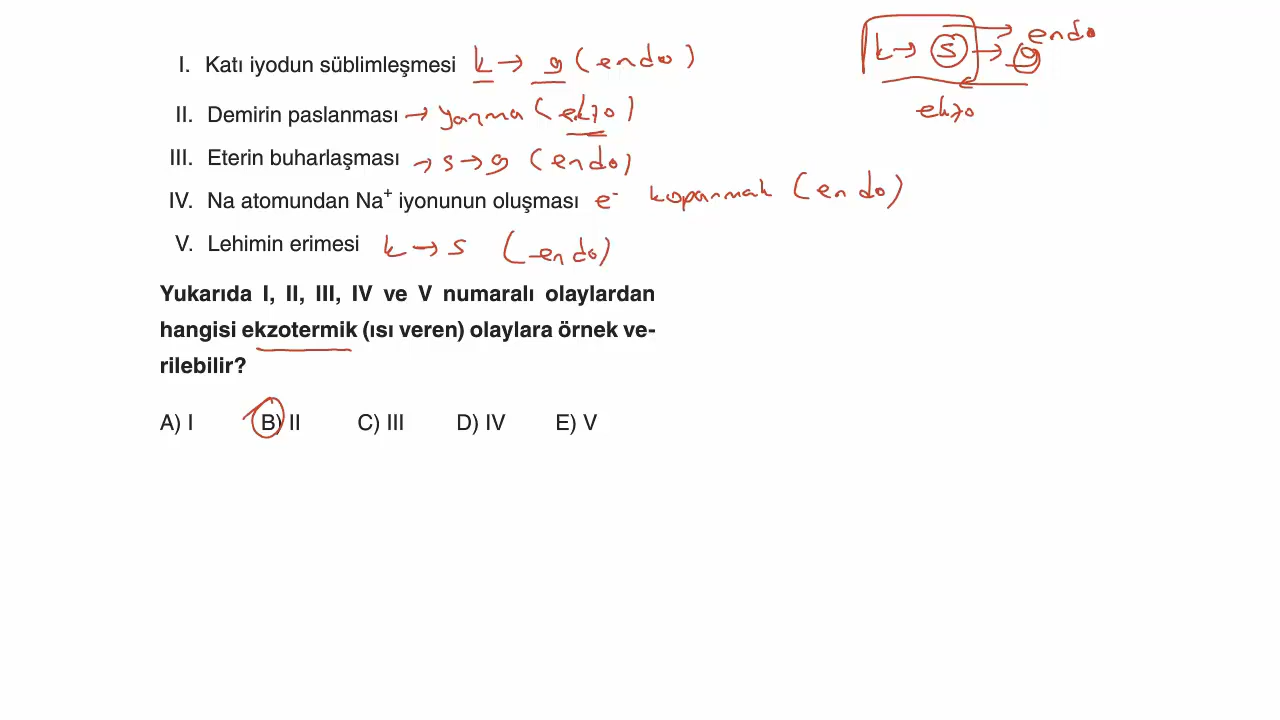 k → s → g endo
ekzo
I. Katı iyodun süblimleşmesi k → g (endo)
II. Demirin paslanması → yanma (ekzo)
III. Eterin buharlaşması → s → g (endo)
IV. Na atomundan Na⁺ iyonunun oluşması e⁻ kopanmak (endo)
V. Lehimin erimesi k → s (endo)
Yukarıda I, II, III, IV ve V numaralı olaylardan
hangisi ekzotermik (ısı veren) olaylara örnek ve-
rilebilir?
A) I B) II C) III D) IV E) V